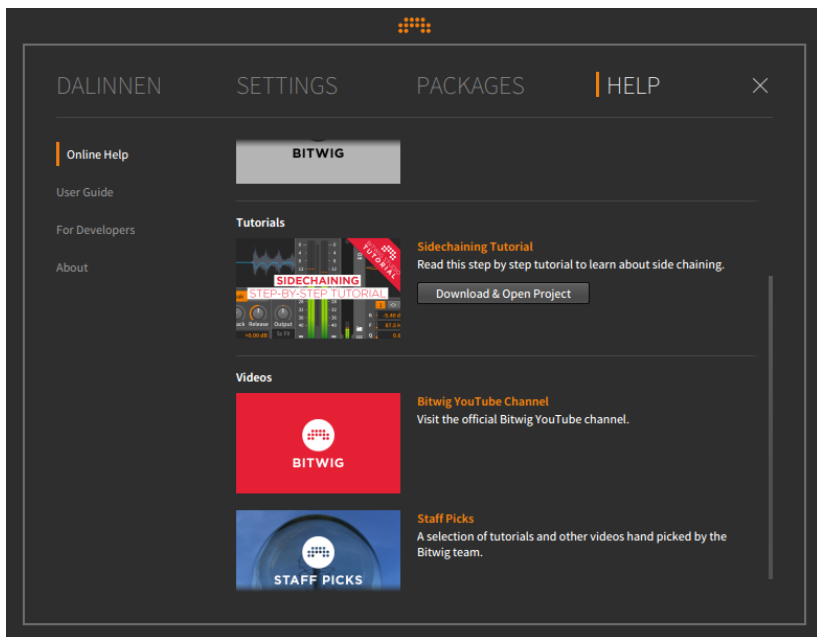 DALINNEN SETTINGS PACKAGES HELP
Online Help
User Guide
For Developers
About
BITWIG
Tutorials
BITWIG
TUTORIAL
SIDECHAINING
STEP-BY-STEP TUTORIAL
Release Output
Sidechaining Tutorial
Read this step by step tutorial to learn about side chaining.
Download & Open Project
Videos
BITWIG
Bitwig YouTube Channel
Visit the official Bitwig YouTube channel.
STAFF PICKS
Staff Picks
A selection of tutorials and other videos hand picked by the
Bitwig team.